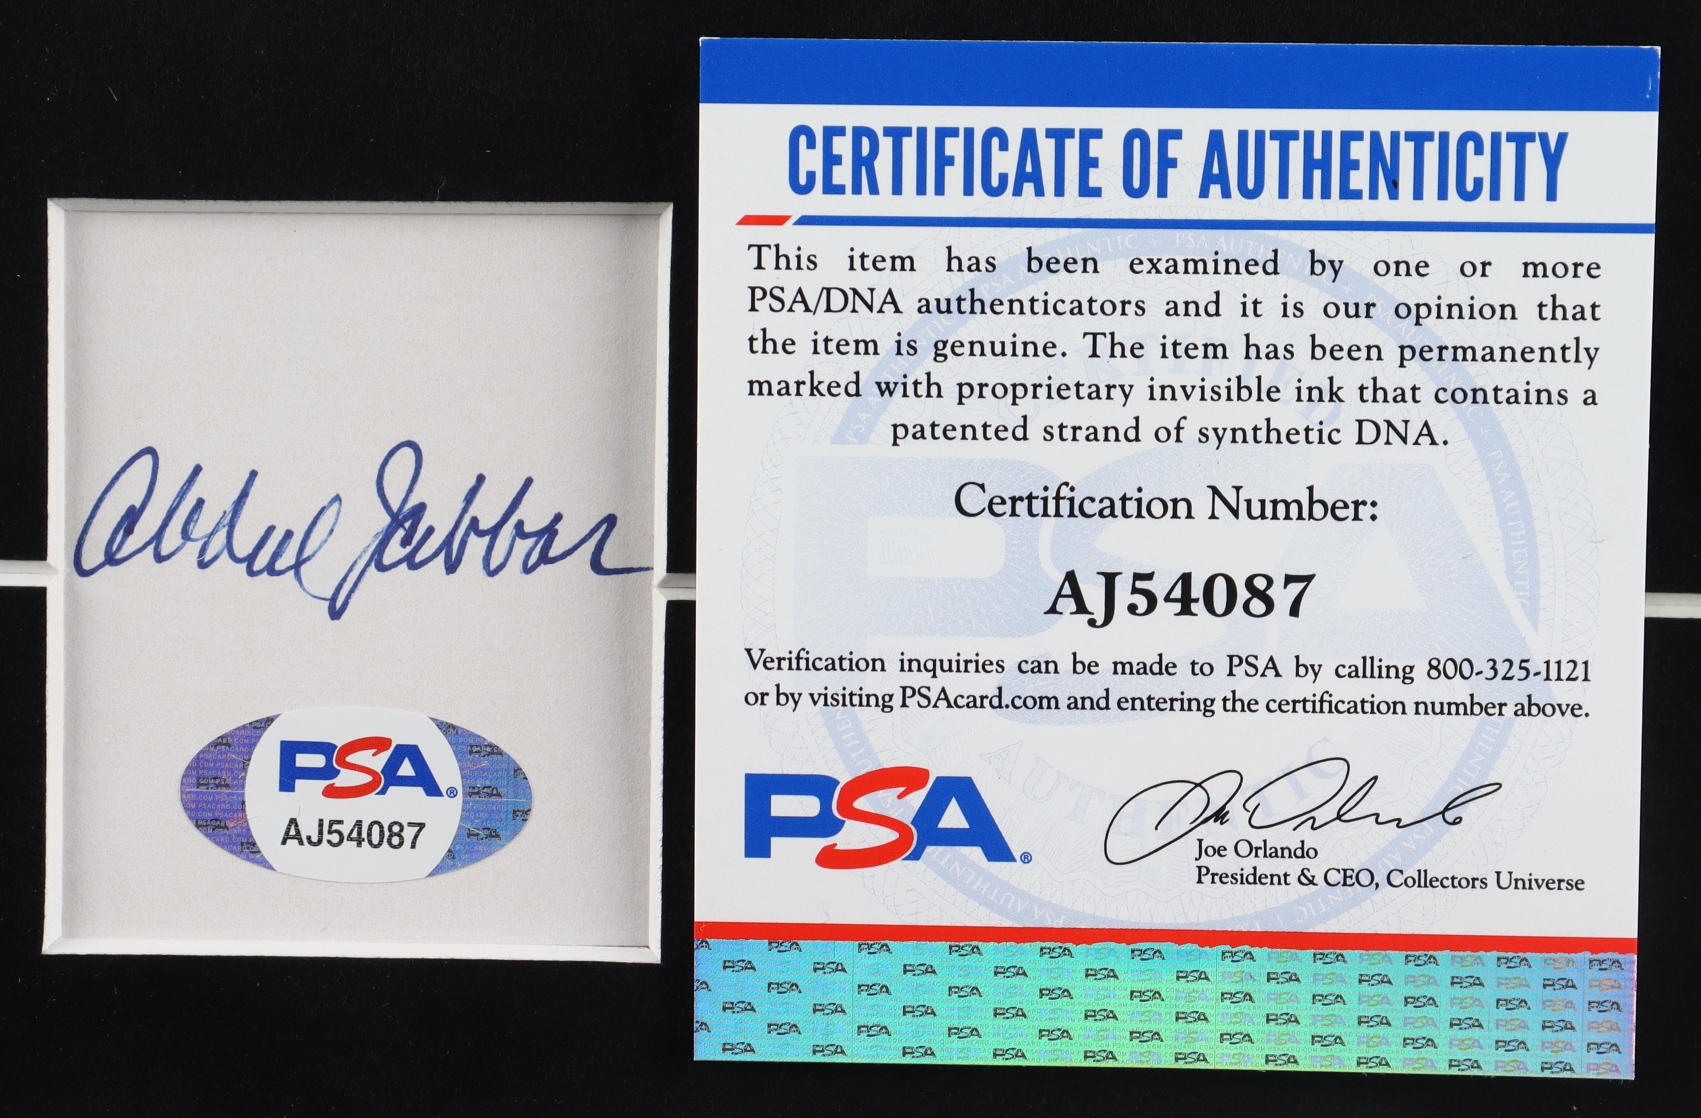 Abdul Jabbar
PSA®
AJ54087
CERTIFICATE OF AUTHENTICITY
This item has been examined by one or more
PSA/DNA authenticators and it is our opinion that
the item is genuine. The item has been permanently
marked with proprietary invisible ink that contains a
patented strand of synthetic DNA.
Certification Number:
AJ54087
Verification inquiries can be made to PSA by calling 800-325-1121
or by visiting PSAcard.com and entering the certification number above.
PSA®
Joe Orlando
President & CEO, Collectors Universe